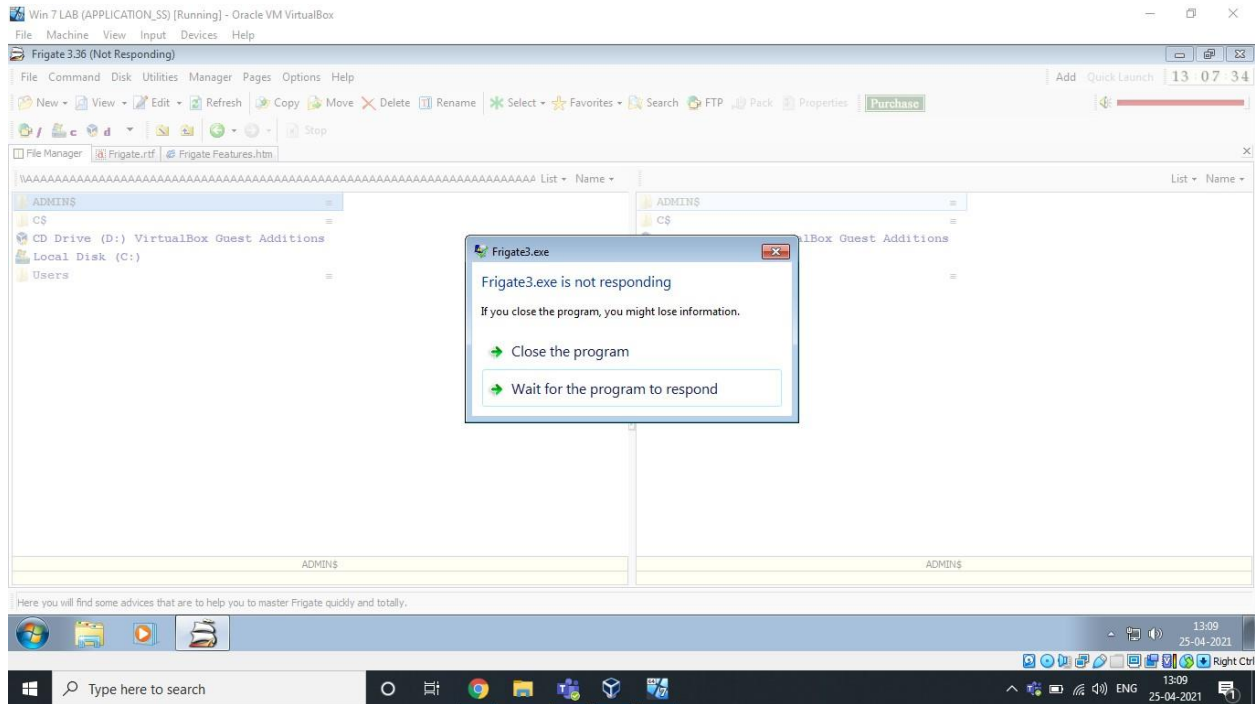 Win 7 LAB (APPLICATION_SS) [Running] - Oracle VM VirtualBox
File Machine View Input Devices Help
Frigate 3.36 (Not Responding)
File Command Disk Utilities Manager Pages Options Help
Add Quick Launch 13 07 34
New View Edit Refresh Copy Move Delete Rename Select Favorites Search FTP Pack Properties Purchase
/ c d Stop
File Manager Frigate.rtf Frigate Features.htm
List Name
List Name
ADMIN$
ADMIN$
C$
C$
CD Drive (D:) VirtualBox Guest Additions
alBox Guest Additions
Local Disk (C:)
Users
Frigate3.exe
Frigate3.exe is not responding
If you close the program, you might lose information.
Close the program
Wait for the program to respond
ADMIN$
ADMIN$
Here you will find some advices that are to help you to master Frigate quickly and totally.
13:09
25-04-2021
Right Ctrl
Type here to search
ENG
13:09
25-04-2021